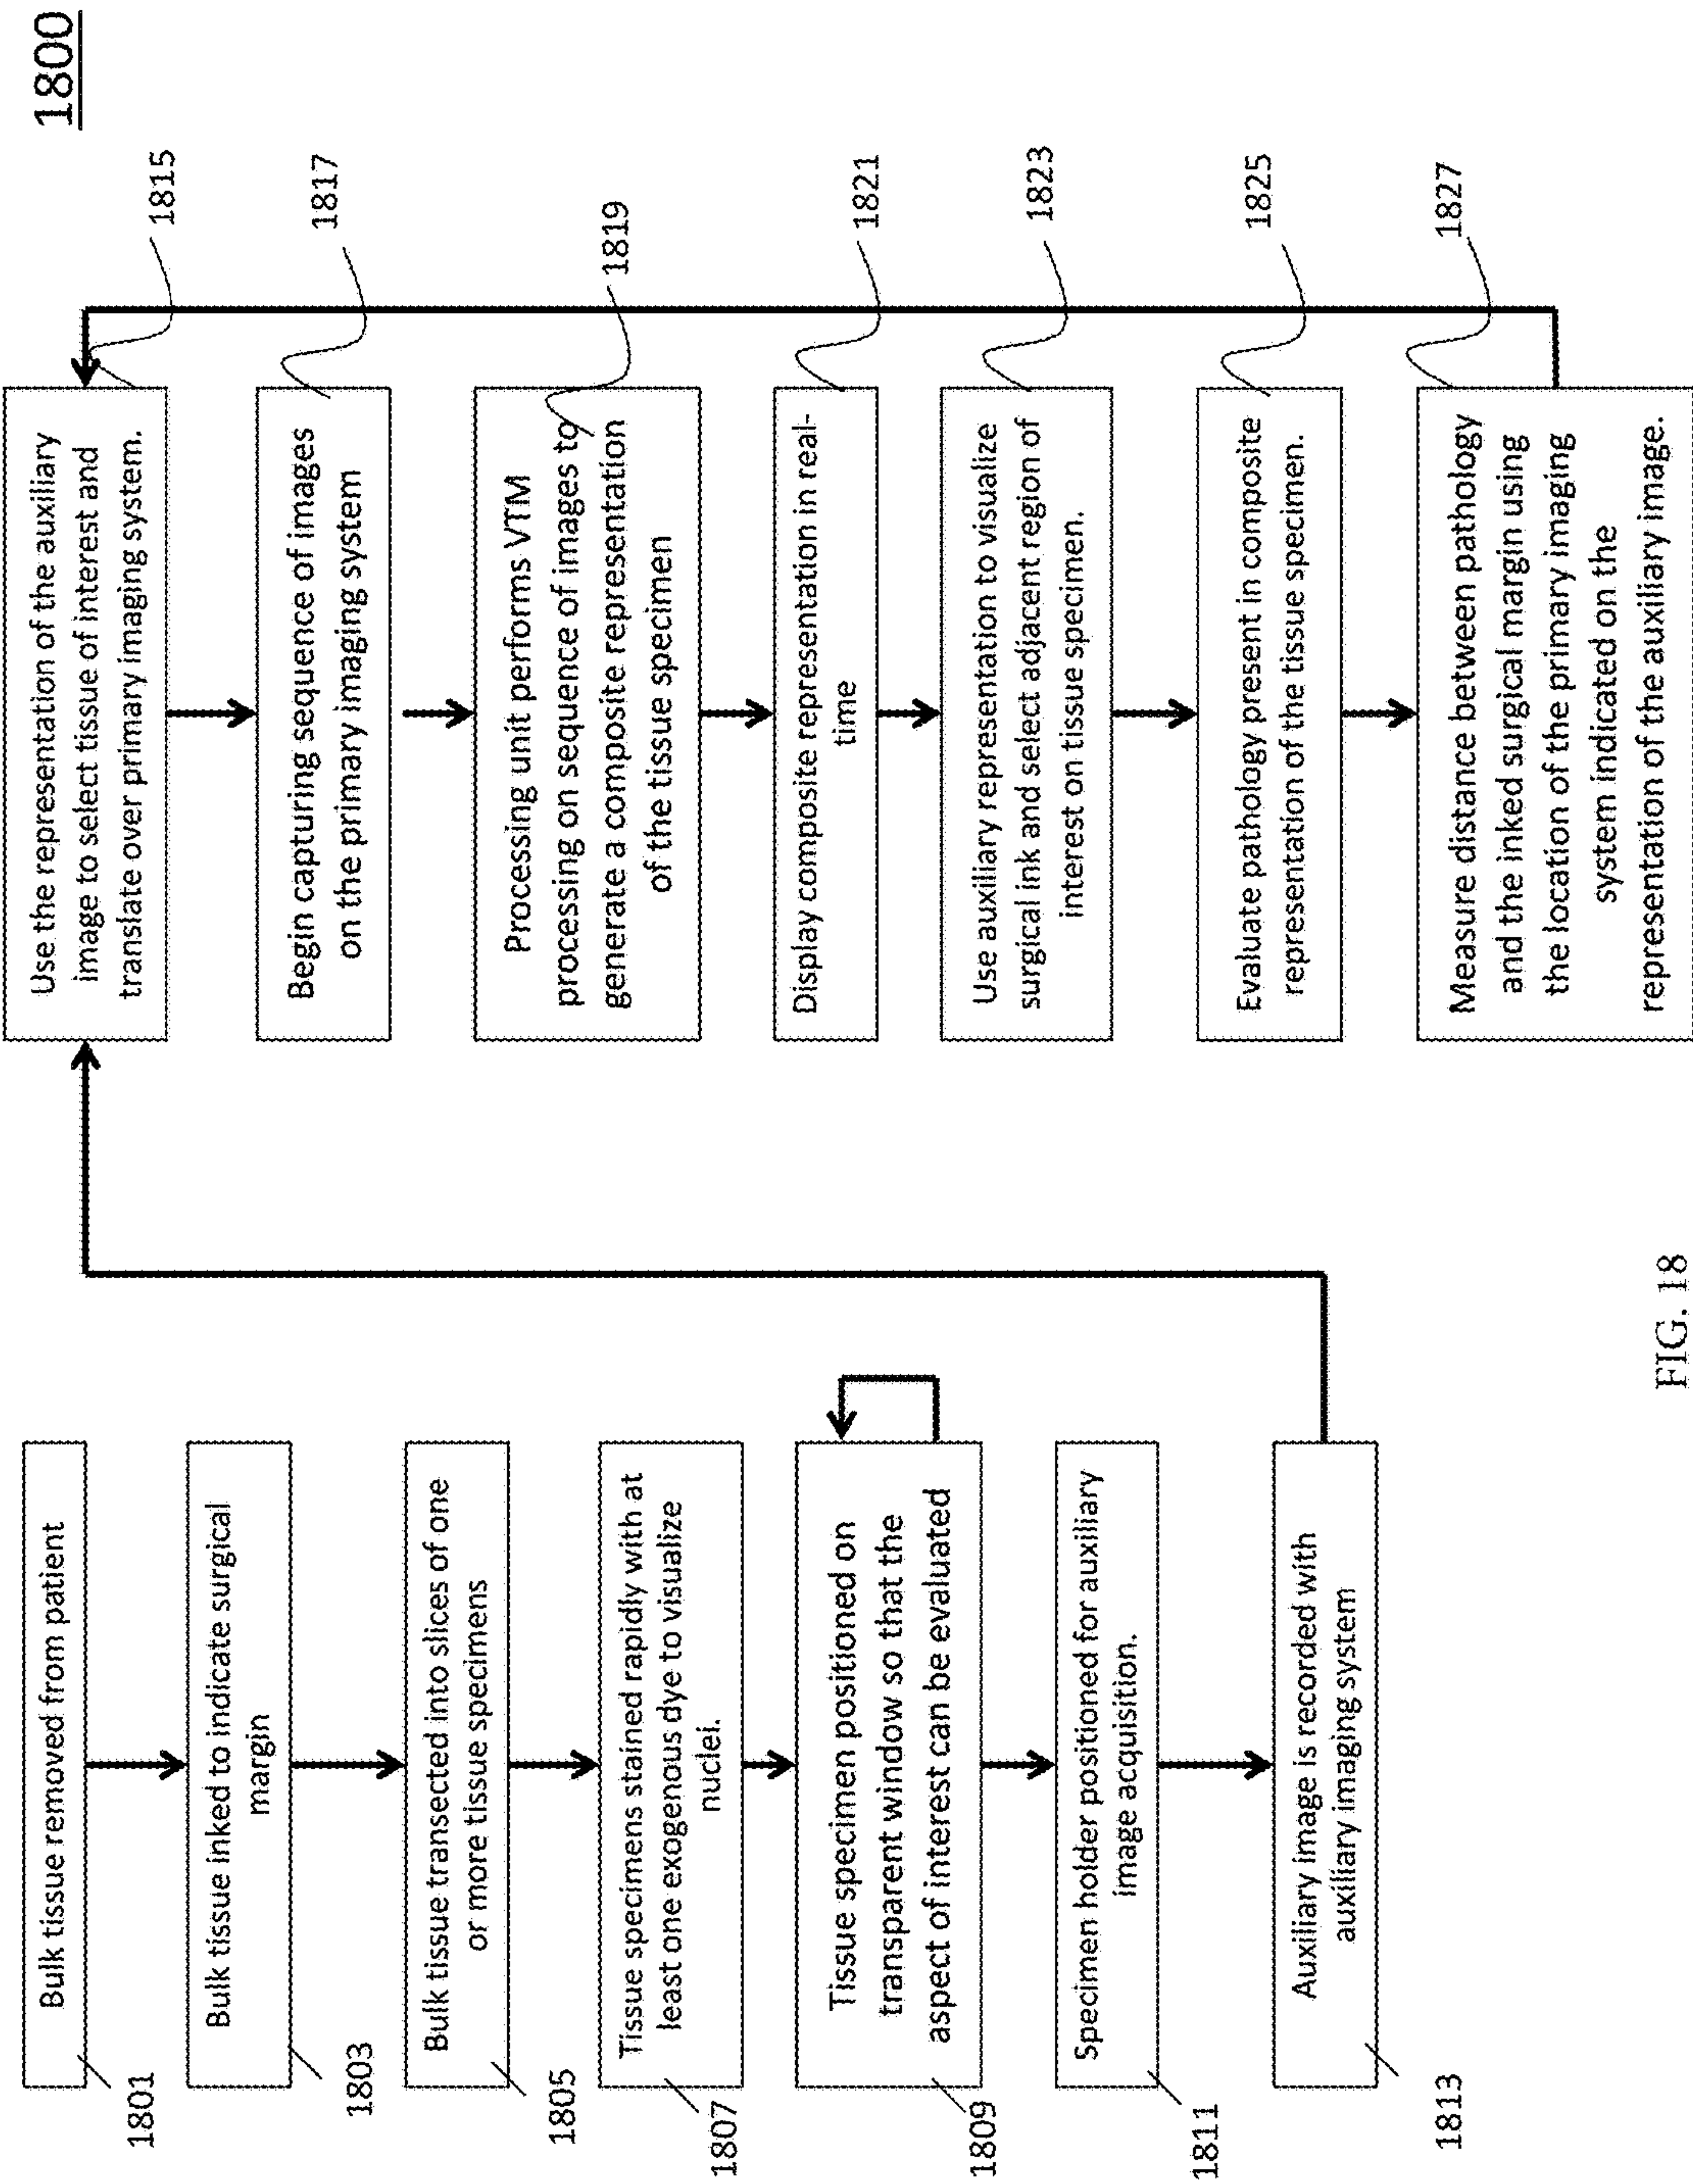 1800
Bulk tissue removed from patient
1801
Bulk tissue inked to indicate surgical
margin
1803
Bulk tissue transected into slices of one
or more tissue specimens
1805
Tissue specimens stained rapidly with at
least one exogenous dye to visualize
nuclei.
1807
Tissue specimen positioned on
transparent window so that the
aspect of interest can be evaluated
1809
Specimen holder positioned for auxiliary
image acquisition.
1811
Auxiliary image is recorded with
auxiliary imaging system
1813
Use the representation of the auxiliary
image to select tissue of interest and
translate over primary imaging system.
1815
Begin capturing sequence of images
on the primary imaging system
1817
Processing unit performs VTM
processing on sequence of images to
generate a composite representation
of the tissue specimen
1819
Display composite representation in real-
time
1821
Use auxiliary representation to visualize
surgical ink and select adjacent region of
interest on tissue specimen.
1823
Evaluate pathology present in composite
representation of the tissue specimen.
1825
Measure distance between pathology
and the inked surgical margin using
the location of the primary imaging
system indicated on the
representation of the auxiliary image.
1827
FIG. 18